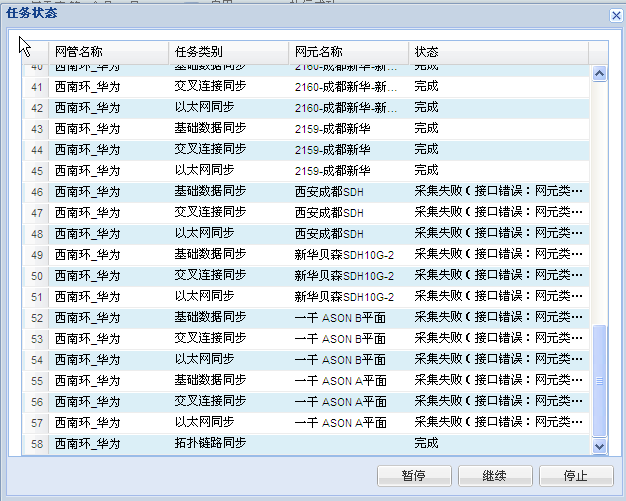 任务状态
网管名称 任务类别 网元名称 状态
40 西南环_华为 基础数据同步 2160-成都新华-新... 完成
41 西南环_华为 交叉连接同步 2160-成都新华-新... 完成
42 西南环_华为 以太网同步 2160-成都新华-新... 完成
43 西南环_华为 基础数据同步 2159-成都新华 完成
44 西南环_华为 交叉连接同步 2159-成都新华 完成
45 西南环_华为 以太网同步 2159-成都新华 完成
46 西南环_华为 基础数据同步 西安成都SDH 采集失败(接口错误:网元类...
47 西南环_华为 交叉连接同步 西安成都SDH 采集失败(接口错误:网元类...
48 西南环_华为 以太网同步 西安成都SDH 采集失败(接口错误:网元类...
49 西南环_华为 基础数据同步 新华贝森SDH10G-2 采集失败(接口错误:网元类...
50 西南环_华为 交叉连接同步 新华贝森SDH10G-2 采集失败(接口错误:网元类...
51 西南环_华为 以太网同步 新华贝森SDH10G-2 采集失败(接口错误:网元类...
52 西南环_华为 基础数据同步 一干 ASON B平面 采集失败(接口错误:网元类...
53 西南环_华为 交叉连接同步 一干 ASON B平面 采集失败(接口错误:网元类...
54 西南环_华为 以太网同步 一干 ASON B平面 采集失败(接口错误:网元类...
55 西南环_华为 基础数据同步 一干 ASON A平面 采集失败(接口错误:网元类...
56 西南环_华为 交叉连接同步 一干 ASON A平面 采集失败(接口错误:网元类...
57 西南环_华为 以太网同步 一干 ASON A平面 采集失败(接口错误:网元类...
58 西南环_华为 拓扑链路同步 完成
暂停 继续 停止